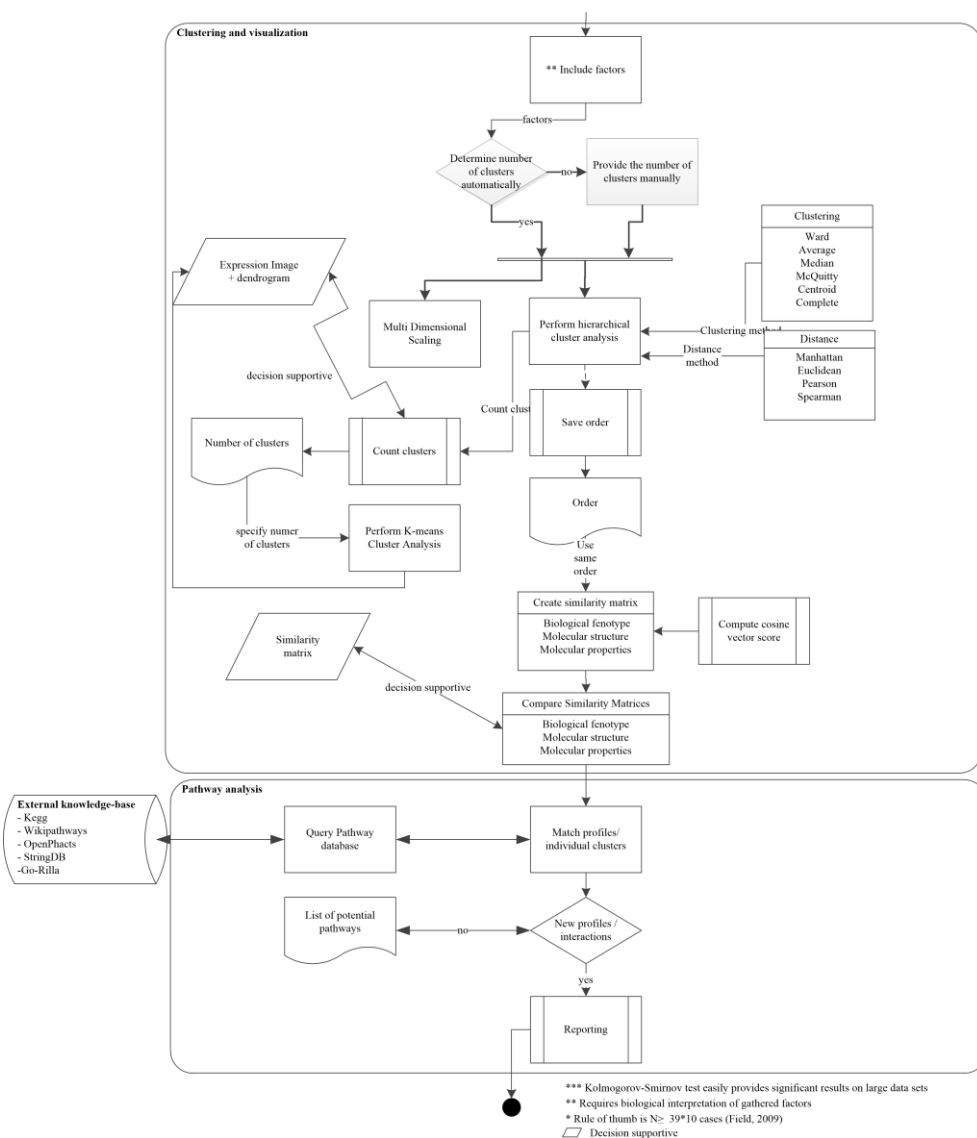 Clustering and visualization
** Include factors
factors
Determine number
of clusters
automatically
no
Provide the number of
clusters manually
yes
Clustering
Ward
Average
Median
McQuitty
Centroid
Complete
Expression Image
+ dendrogram
Multi Dimensional
Scaling
Perform hierarchical
cluster analysis
Clustering method
Distance
method
Distance
Manhattan
Euclidean
Pearson
Spearman
decision supportive
Count clust
Save order
Number of clusters
Count clusters
Order
specify numer
of clusters
Perform K-means
Cluster Analysis
Use
same
order
Create similarity matrix
Biological fenotype
Molecular structure
Molecular properties
Compute cosine
vector score
Similarity
matrix
decision supportive
Compare Similarity Matrices
Biological fenotype
Molecular structure
Molecular properties
Pathway analysis
External knowledge-base
- Kegg
- Wikipathways
- OpenPhacts
- StringDB
-Go-Rilla
Query Pathway
database
Match profiles/
individual clusters
List of potential
pathways
no
New profiles /
interactions
yes
Reporting
*** Kolmogorov-Smirnov test easily provides significant results on large data sets
** Requires biological interpretation of gathered factors
* Rule of thumb is N≥ 39*10 cases (Field, 2009)
Decision supportive